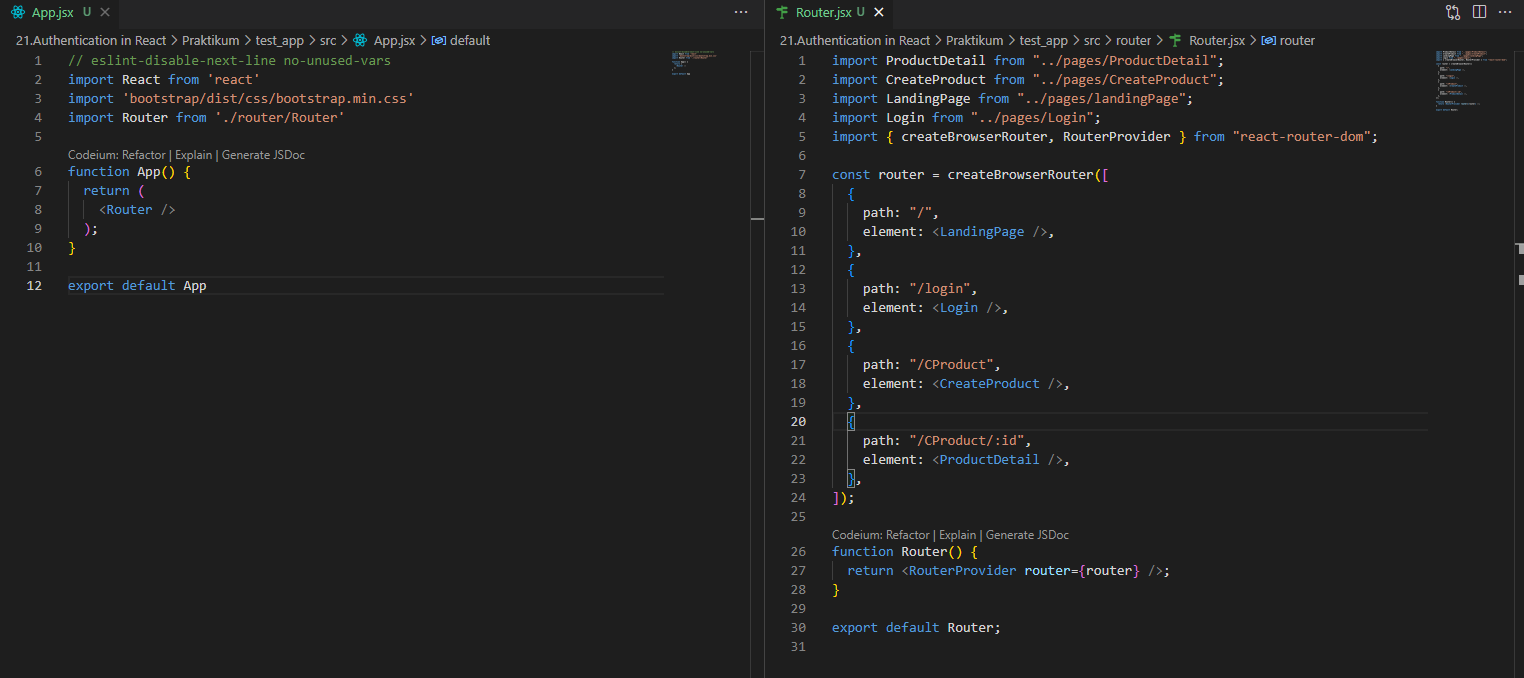 App.jsx U
21.Authentication in React > Praktikum > test_app > src > App.jsx > default
1 // eslint-disable-next-line no-unused-vars
2 import React from 'react'
3 import 'bootstrap/dist/css/bootstrap.min.css'
4 import Router from './router/Router'
5
Codeium: Refactor | Explain | Generate JSDoc
6 function App() {
7 return (
8 <Router />
9 );
10 }
11
12 export default App
Router.jsx U
21.Authentication in React > Praktikum > test_app > src > router > Router.jsx > router
1 import ProductDetail from "../pages/ProductDetail";
2 import CreateProduct from "../pages/CreateProduct";
3 import LandingPage from "../pages/landingPage";
4 import Login from "../pages/Login";
5 import { createBrowserRouter, RouterProvider } from "react-router-dom";
6
7 const router = createBrowserRouter([
8 {
9 path: "/",
10 element: <LandingPage />,
11 },
12 {
13 path: "/login",
14 element: <Login />,
15 },
16 {
17 path: "/CProduct",
18 element: <CreateProduct />,
19 },
20 {
21 path: "/CProduct/:id",
22 element: <ProductDetail />,
23 },
24 ]);
25
Codeium: Refactor | Explain | Generate JSDoc
26 function Router() {
27 return <RouterProvider router={router} />;
28 }
29
30 export default Router;
31